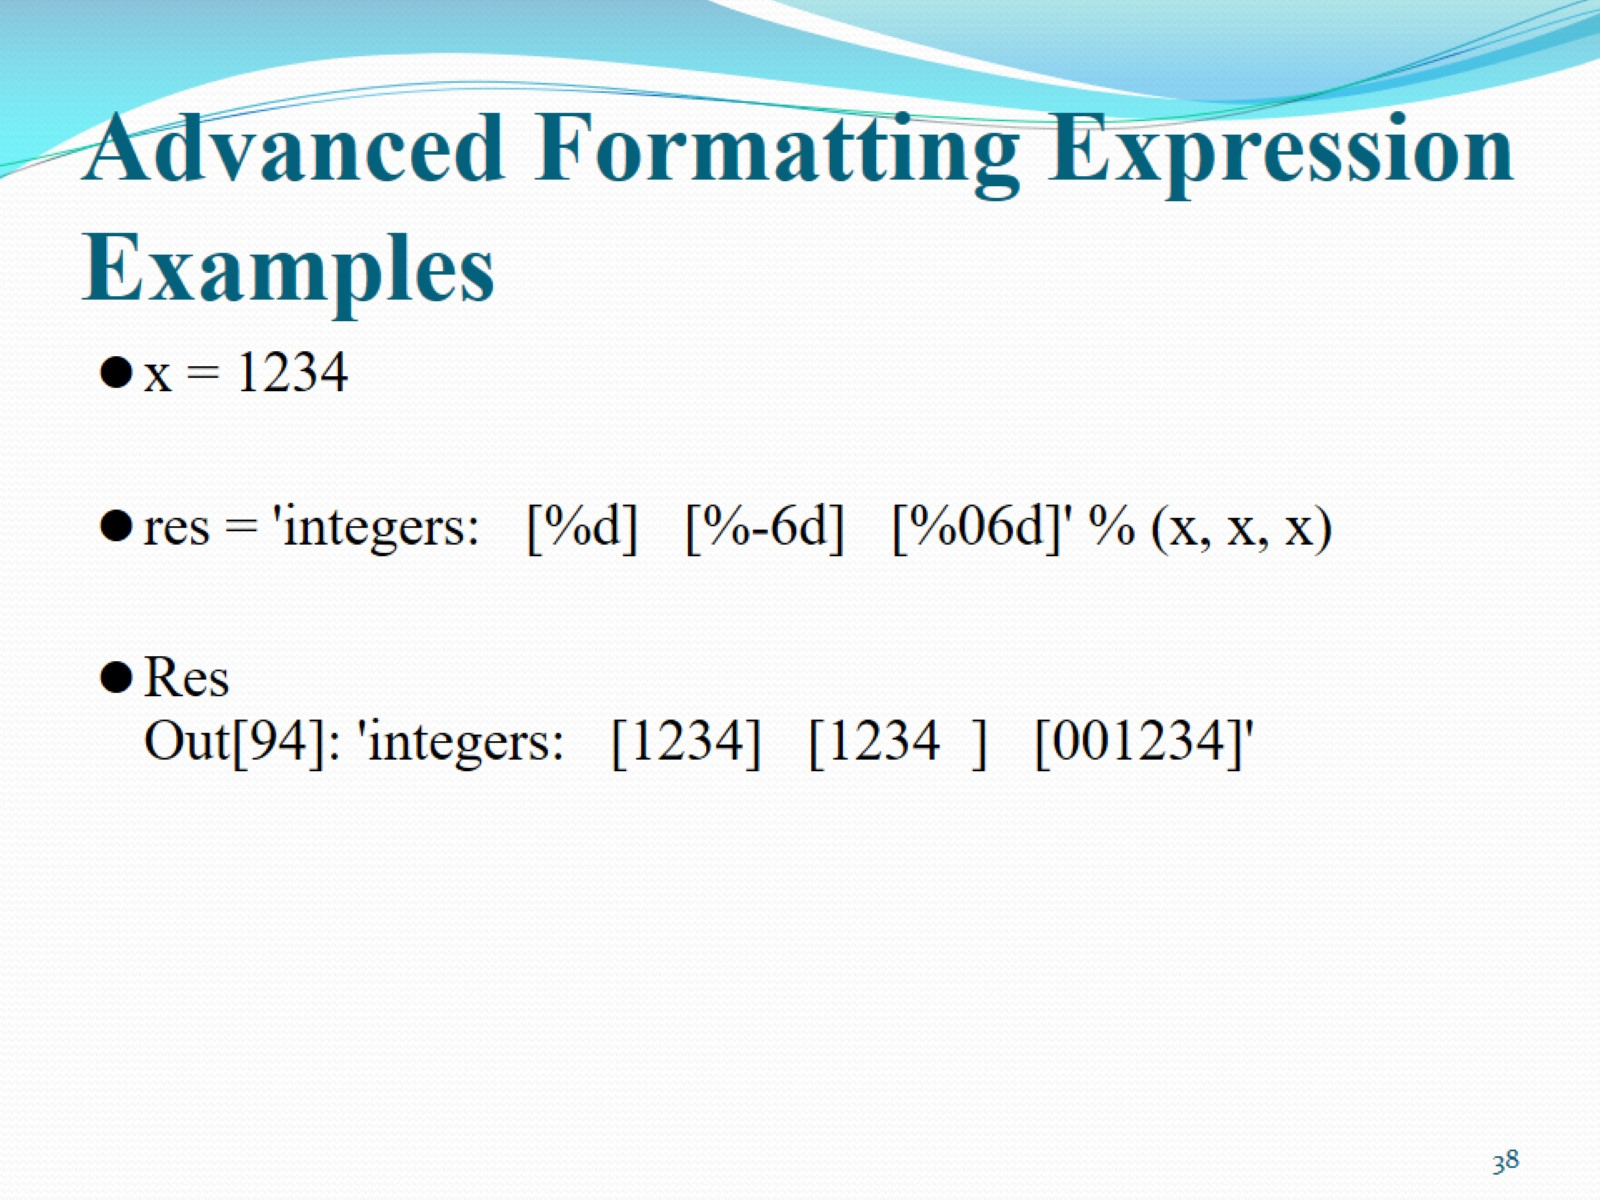 Advanced Formatting Expression
Examples
● x = 1234
● res = 'integers:   [%d]   [%-6d]   [%06d]' % (x, x, x)
● Res
Out[94]: 'integers:   [1234]   [1234  ]   [001234]'
38